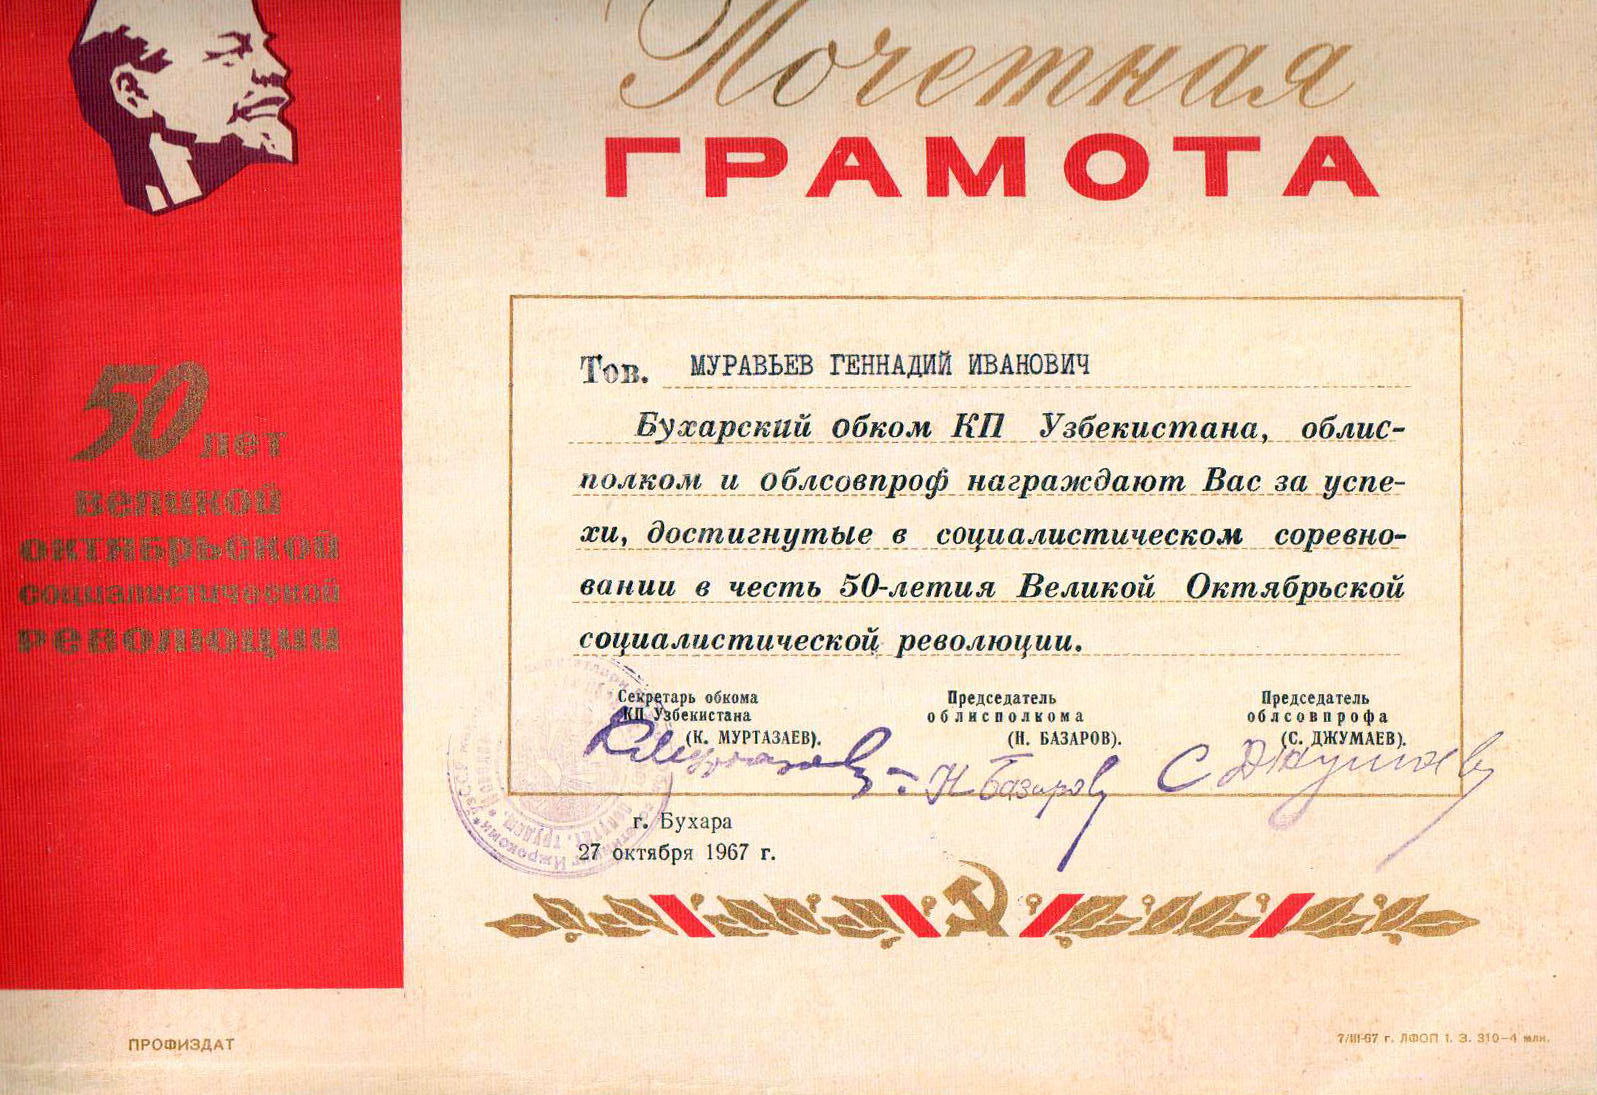 Почетная
ГРАМОТА
50 лет
великой
октябрьской
социалистической
революции
Тов. МУРАВЬЕВ ГЕННАДИЙ ИВАНОВИЧ
Бухарский обком КП Узбекистана, облис-
полком и облсовпроф награждают Вас за успе-
хи, достигнутые в социалистическом соревно-
вании в честь 50-летия Великой Октябрьской
социалистической революции.
Секретарь обкома
КП Узбекистана
(К. МУРТАЗАЕВ).
Председатель
облисполкома
(Н. БАЗАРОВ).
Председатель
облсовпрофа
(С. ДЖУМАЕВ).
Н Базаров
С Джумаев
г. Бухара
27 октября 1967 г.
ПРОФИЗДАТ
7/III-67 г. ЛФОП 1. З. 310—4 млн.